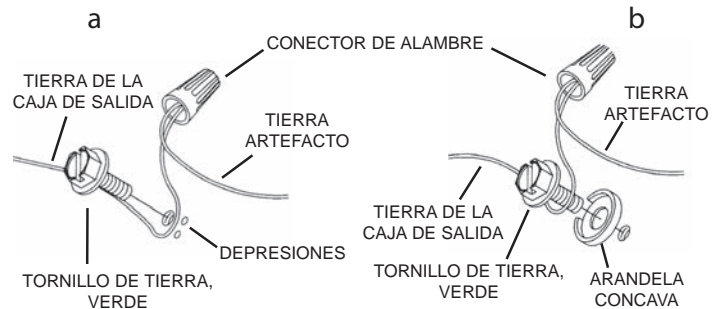 a
b
CONECTOR DE ALAMBRE
TIERRA DE LA
CAJA DE SALIDA
TIERRA
ARTEFACTO
DEPRESIONES
TORNILLO DE TIERRA,
VERDE
TIERRA
ARTEFACTO
TIERRA DE LA
CAJA DE SALIDA
TORNILLO DE TIERRA,
VERDE
ARANDELA
CONCAVA